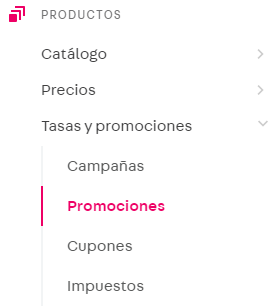 PRODUCTOS
Catálogo
Precios
Tasas y promociones
Campañas
Promociones
Cupones
Impuestos